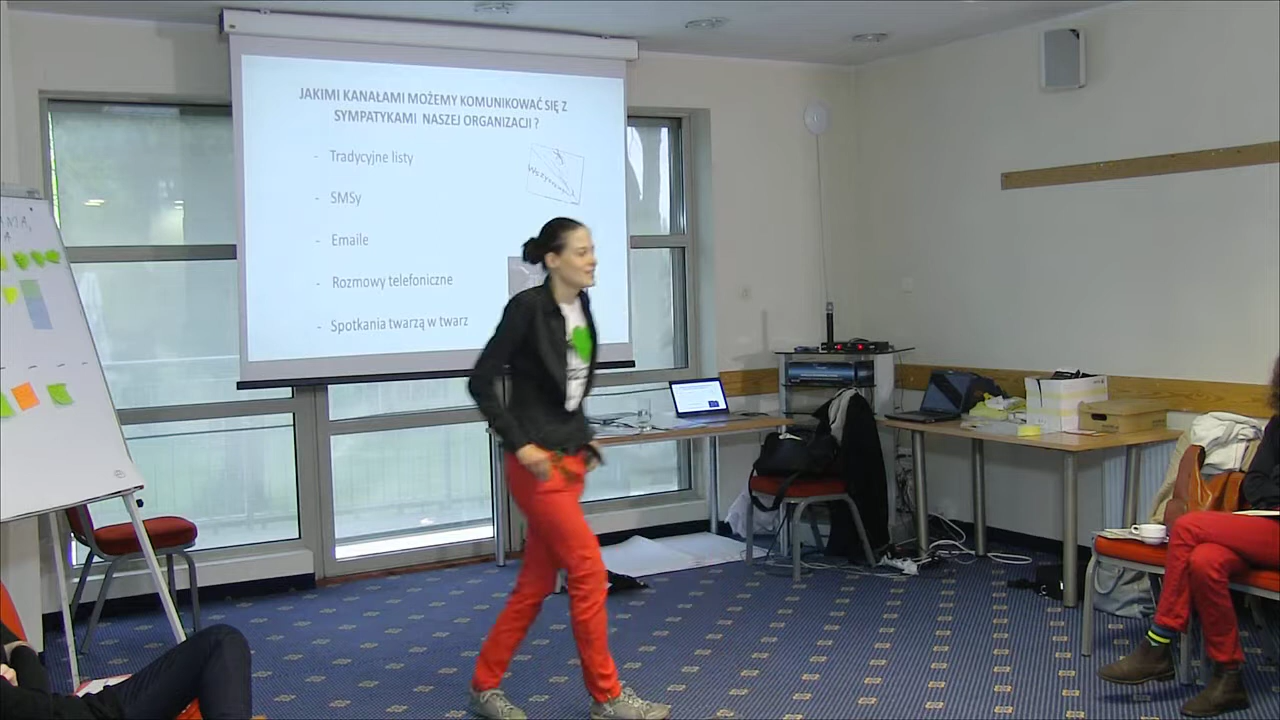 JAKIMI KANAŁAMI MOŻEMY KOMUNIKOWAĆ SIĘ Z
SYMPATYKAMI NASZEJ ORGANIZACJI ?
- Tradycyjne listy
- SMSy
- Emaile
- Rozmowy telefoniczne
- Spotkania twarzą w twarz